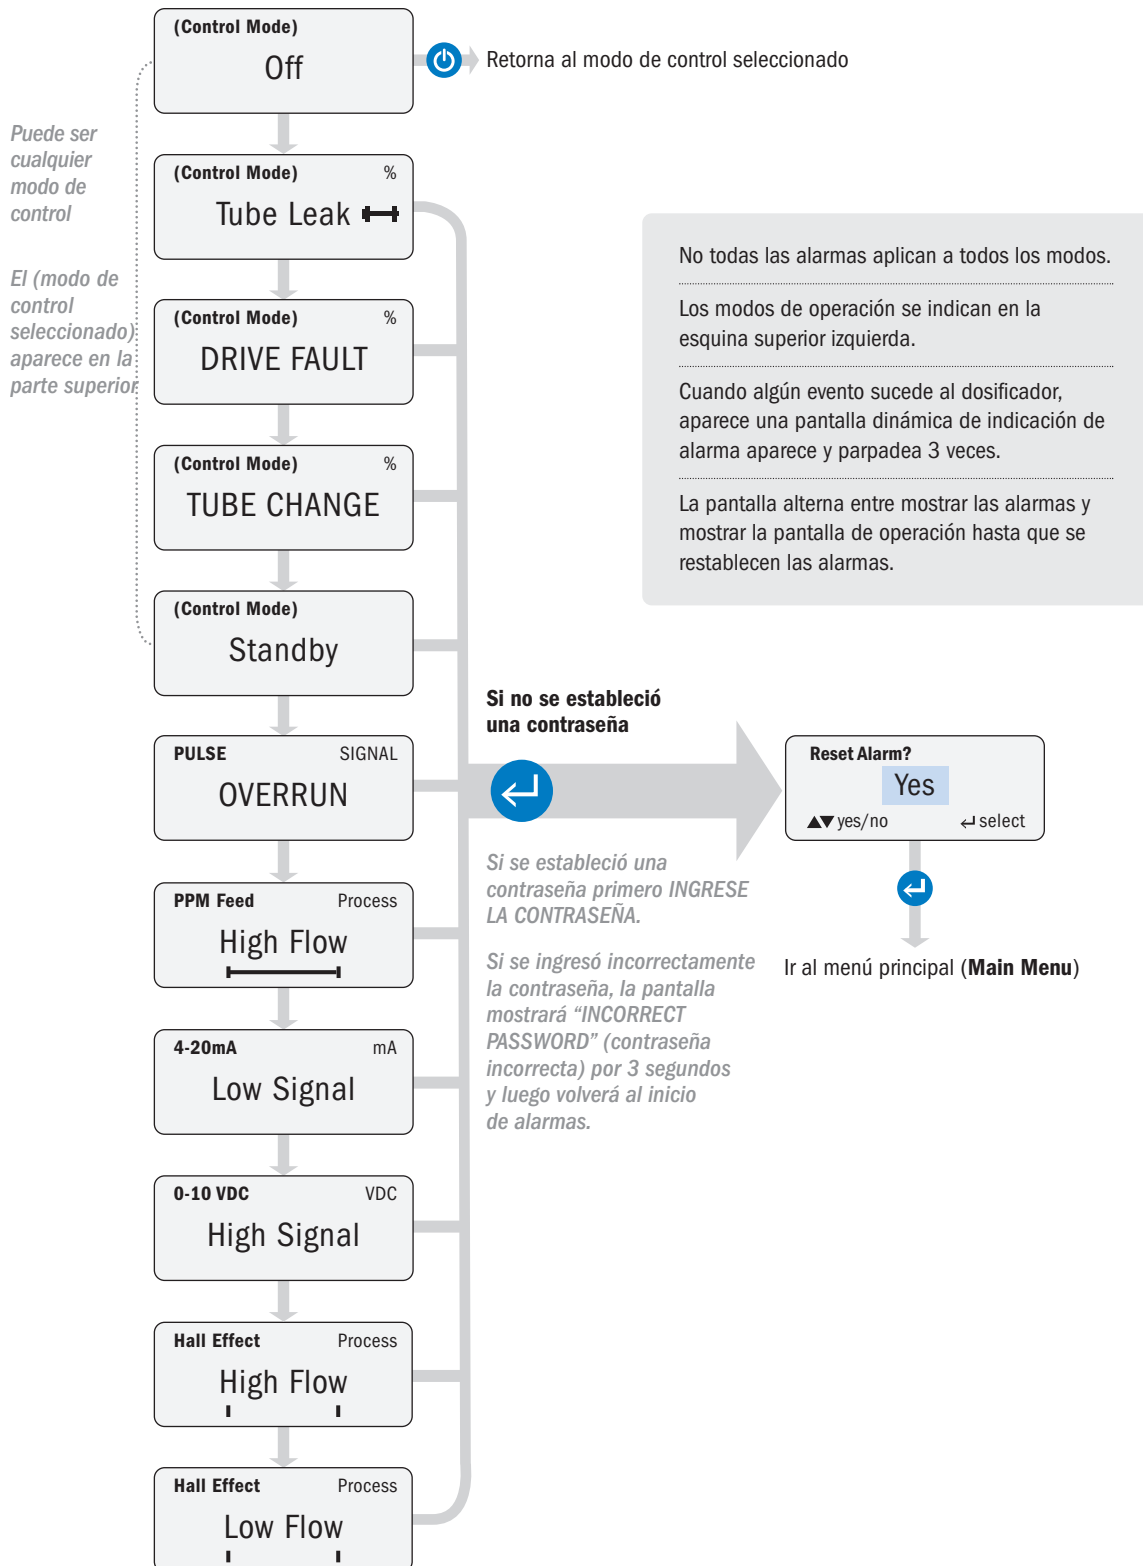 (Control Mode)
Off
Retorna al modo de control seleccionado
Puede ser
cualquier
modo de
control
El (modo de
control
seleccionado)
aparece en la
parte superior
(Control Mode) %
Tube Leak
(Control Mode) %
DRIVE FAULT
(Control Mode) %
TUBE CHANGE
(Control Mode)
Standby
PULSE SIGNAL
OVERRUN
PPM Feed Process
High Flow
4-20mA mA
Low Signal
0-10 VDC VDC
High Signal
Hall Effect Process
High Flow
Hall Effect Process
Low Flow
No todas las alarmas aplican a todos los modos.
Los modos de operación se indican en la
esquina superior izquierda.
Cuando algún evento sucede al dosificador,
aparece una pantalla dinámica de indicación de
alarma aparece y parpadea 3 veces.
La pantalla alterna entre mostrar las alarmas y
mostrar la pantalla de operación hasta que se
restablecen las alarmas.
Si no se estableció
una contraseña
Si se estableció una
contraseña primero INGRESE
LA CONTRASEÑA.
Si se ingresó incorrectamente
la contraseña, la pantalla
mostrará “INCORRECT
PASSWORD” (contraseña
incorrecta) por 3 segundos
y luego volverá al inicio
de alarmas.
Reset Alarm?
Yes
▲▼ yes/no ↵ select
Ir al menú principal (Main Menu)